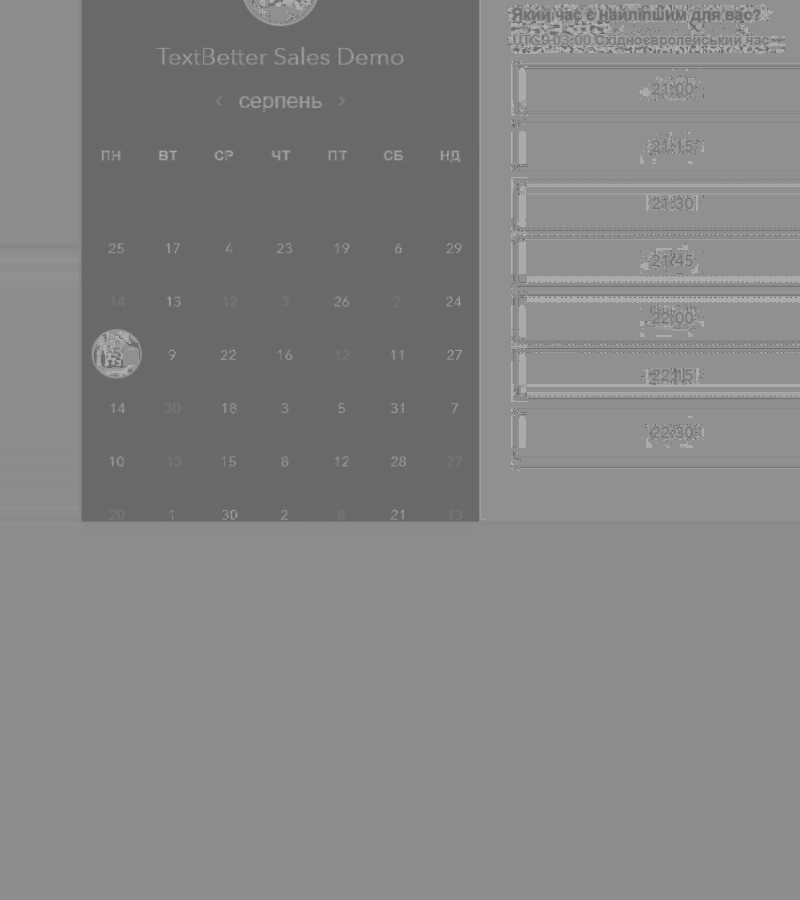 TextBetter Sales Demo
‹ серпень ›
ПН ВТ СР ЧТ ПТ СБ НД
25 17 4 23 19 6 29
14 13 12 3 26 2 24
9 22 16 12 11 27
14 30 18 3 5 31 7
10 13 15 8 12 28 27
20 1 30 2 8 21 13
Який час є найліпшим для вас?
03:00 Східноєвропейський час
21:00
21:15
21:30
21:45
22:00
22:15
22:30